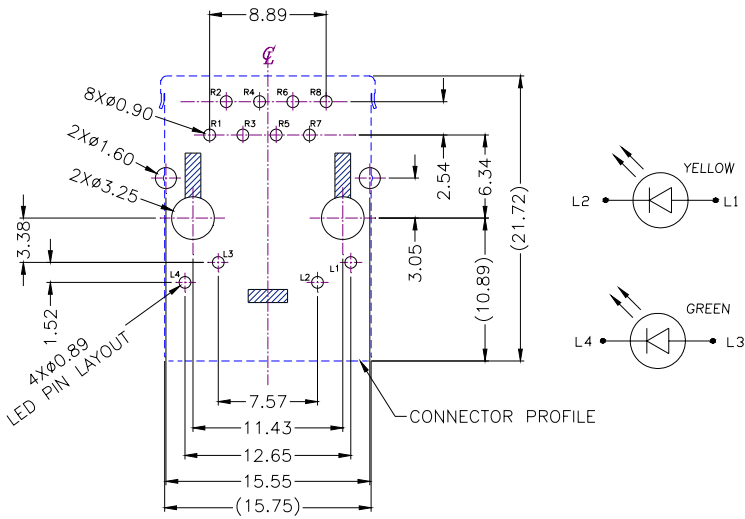 8.89
℄
R2 R4 R6 R8
8XØ0.90
R1 R3 R5 R7
2XØ1.60
2XØ3.25
2.54
6.34
(21.72)
3.38
3.05
L3 L1
L4 L2
(10.89)
1.52
4XØ0.89
LED PIN LAYOUT
7.57
CONNECTOR PROFILE
11.43
12.65
15.55
(15.75)
YELLOW
L2 L1
GREEN
L4 L3